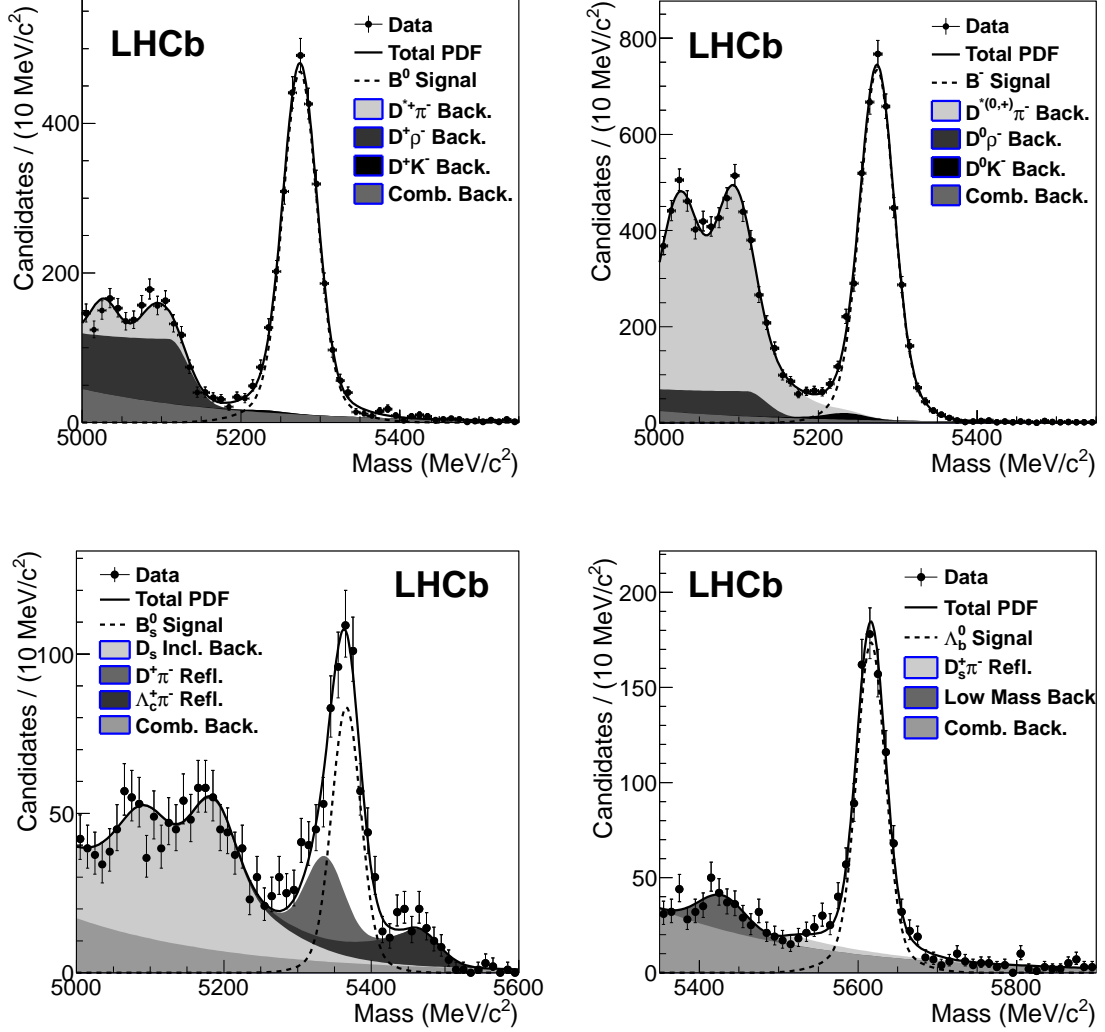 LHCb
Data
Total PDF
B⁰ Signal
D*⁺π⁻ Back.
D⁺ρ⁻ Back.
D⁺K⁻ Back.
Comb. Back.
Candidates / (10 MeV/c²)
400
200
0
5000 5200 5400
Mass (MeV/c²)
LHCb
Data
Total PDF
B⁻ Signal
D*⁽⁰,⁺⁾π⁻ Back.
D⁰ρ⁻ Back.
D⁰K⁻ Back.
Comb. Back.
Candidates / (10 MeV/c²)
800
600
400
200
0
5000 5200 5400
Mass (MeV/c²)
LHCb
Data
Total PDF
B⁰ₛ Signal
Dₛ Incl. Back.
D⁺π⁻ Refl.
Λ⁺c π⁻ Refl.
Comb. Back.
Candidates / (10 MeV/c²)
100
50
0
5000 5200 5400 5600
Mass (MeV/c²)
LHCb
Data
Total PDF
Λ⁰b Signal
D⁺ₛπ⁻ Refl.
Low Mass Back
Comb. Back.
Candidates / (10 MeV/c²)
200
150
100
50
0
5400 5600 5800
Mass (MeV/c²)